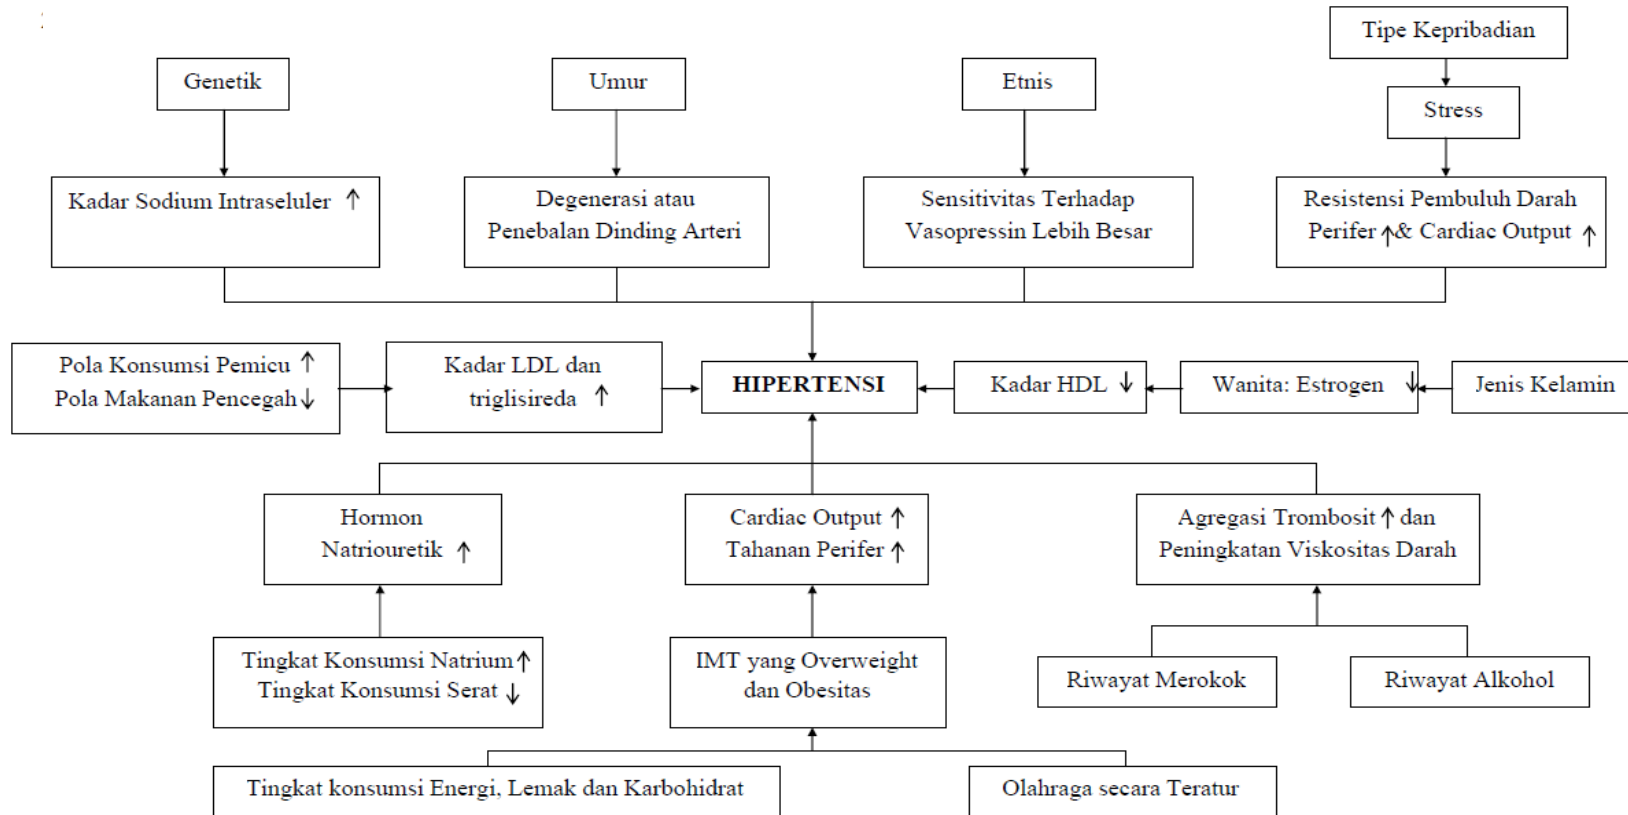 Tipe Kepribadian
Genetik
Umur
Etnis
Stress
Kadar Sodium Intraseluler ↑
Degenerasi atau
Penebalan Dinding Arteri
Sensitivitas Terhadap
Vasopressin Lebih Besar
Resistensi Pembuluh Darah
Perifer ↑ & Cardiac Output ↑
Pola Konsumsi Pemicu ↑
Pola Makanan Pencegah ↓
Kadar LDL dan
triglisireda ↑
HIPERTENSI
Kadar HDL ↓
Wanita: Estrogen ↓
Jenis Kelamin
Hormon
Natriouretik ↑
Cardiac Output ↑
Tahanan Perifer ↑
Agregasi Trombosit ↑ dan
Peningkatan Viskositas Darah
Tingkat Konsumsi Natrium ↑
Tingkat Konsumsi Serat ↓
IMT yang Overweight
dan Obesitas
Riwayat Merokok
Riwayat Alkohol
Tingkat konsumsi Energi, Lemak dan Karbohidrat
Olahraga secara Teratur